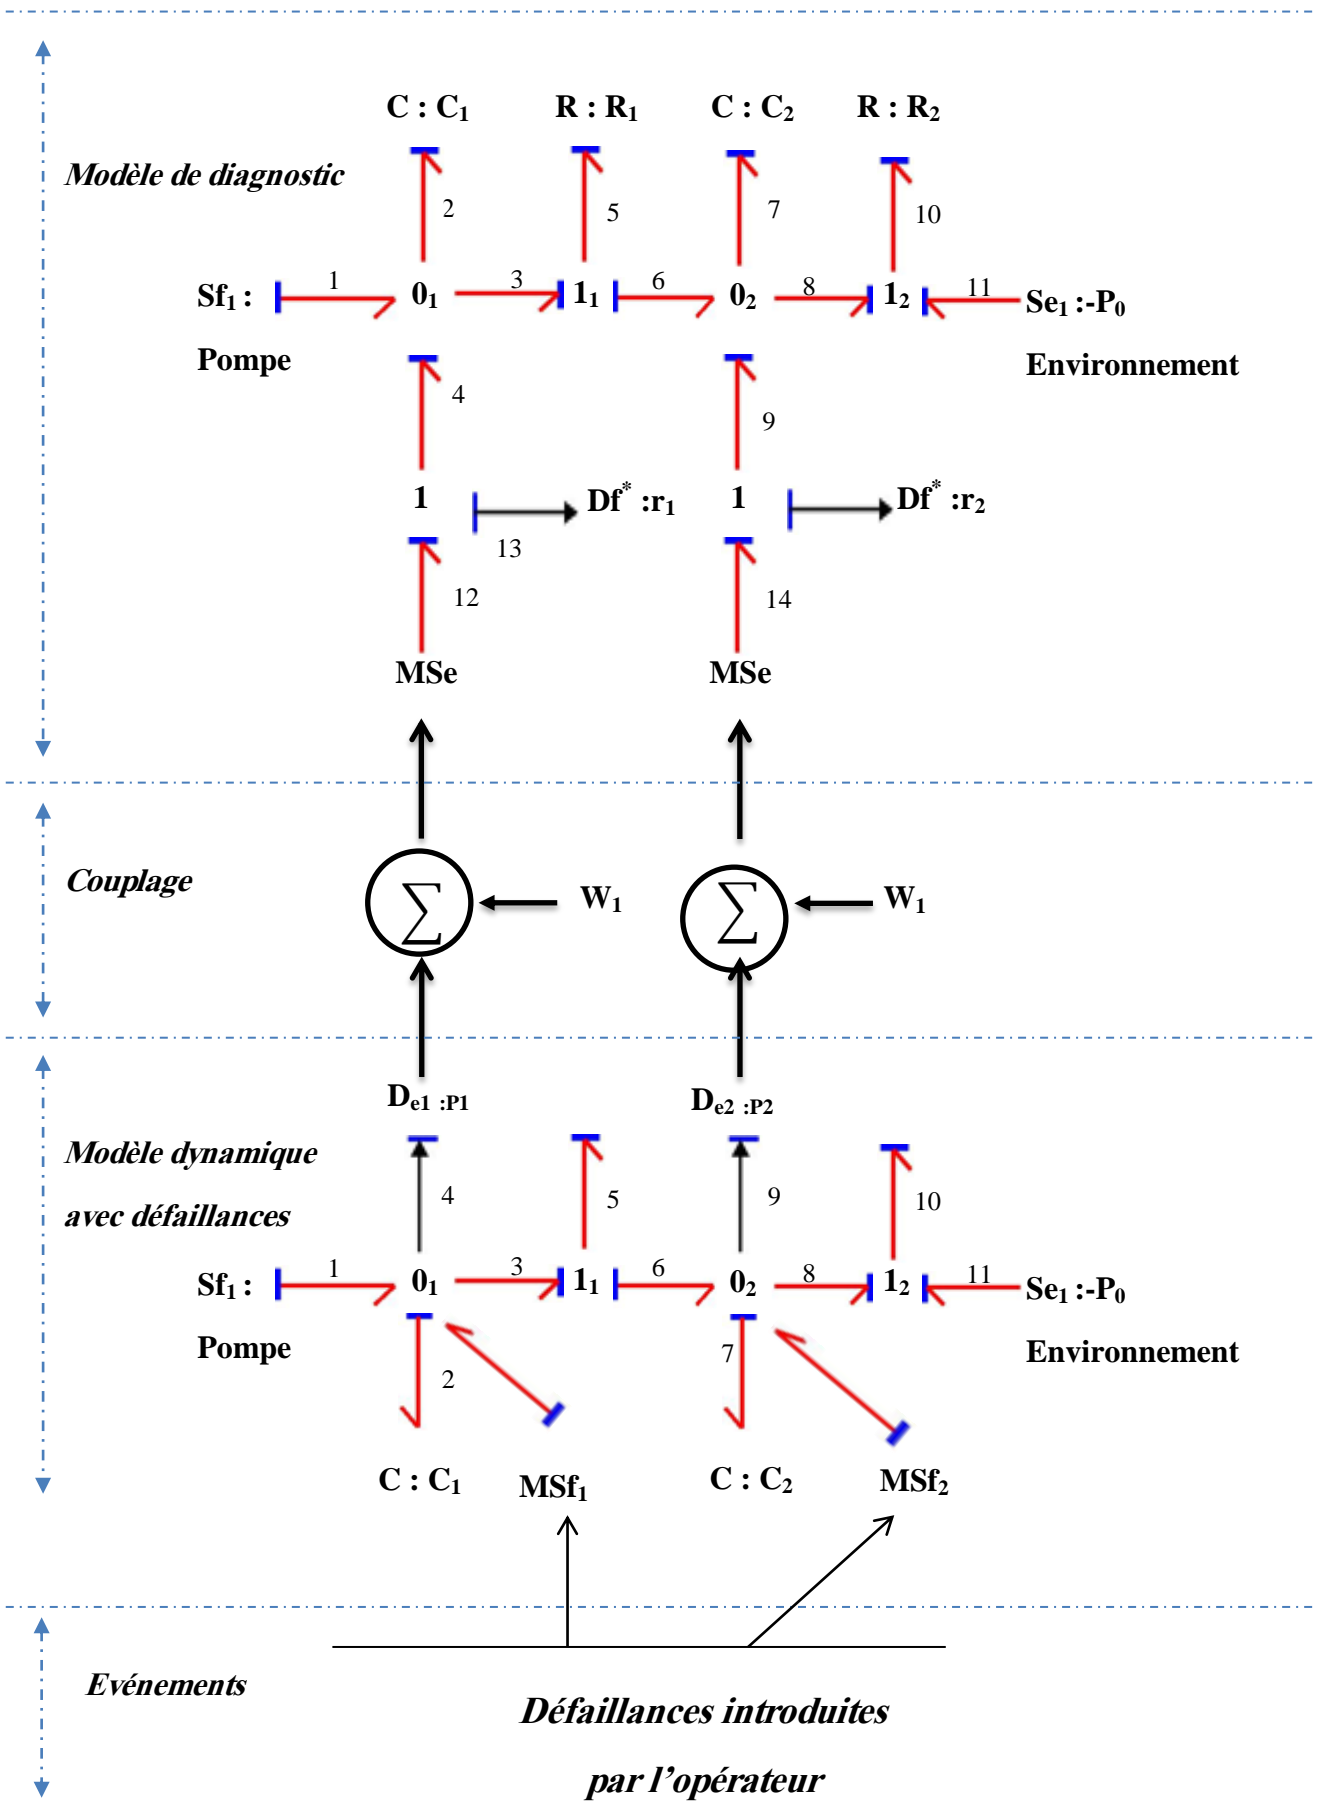 C : C₁ R : R₁ C : C₂ R : R₂
Modèle de diagnostic
2 5 7 10
Sf₁ : 1 0₁ 3 1₁ 6 0₂ 8 1₂ 11 Se₁ :-P₀
Pompe Environnement
4 9
1 Df* :r₁ 1 Df* :r₂
13
12 14
MSe MSe
Couplage
∑ W₁ ∑ W₁
Dₑ₁ :P1 Dₑ₂ :P2
Modèle dynamique
4 5 9 10
avec défaillances
Sf₁ : 1 0₁ 3 1₁ 6 0₂ 8 1₂ 11 Se₁ :-P₀
Pompe Environnement
2 7
C : C₁ MSf₁ C : C₂ MSf₂
Evénements
Défaillances introduites
par l’opérateur